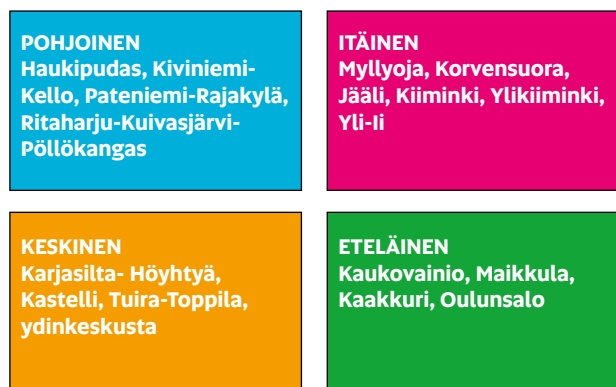 POHJOINEN
Haukipudas, Kiviniemi-
Kello, Pateniemi-Rajakylä,
Ritaharju-Kuivasjärvi-
Pöllökangas
ITÄINEN
Myllyoja, Korvensuora,
Jääli, Kiiminki, Ylikiiminki,
Yli-Ii
KESKINEN
Karjasilta- Höyhtyä,
Kastelli, Tuira-Toppila,
ydinkeskusta
ETELÄINEN
Kaukovainio, Maikkula,
Kaakkuri, Oulunsalo